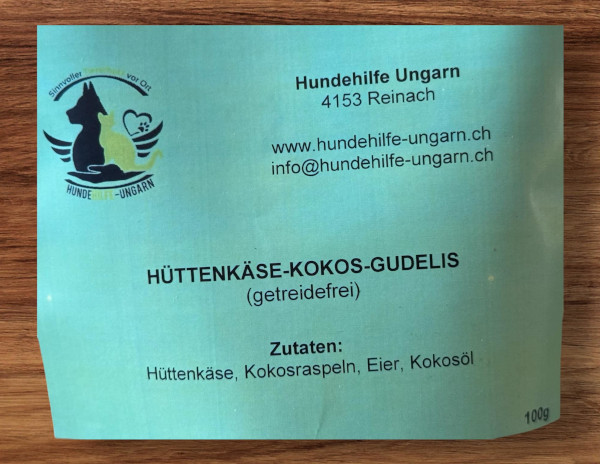 Sinnvoller Tierschutz vor Ort
HUNDEHILFE-UNGARN
Hundehilfe Ungarn
4153 Reinach
www.hundehilfe-ungarn.ch
info@hundehilfe-ungarn.ch
HÜTTENKÄSE-KOKOS-GUDELIS
(getreidefrei)
Zutaten:
Hüttenkäse, Kokosraspeln, Eier, Kokosöl
100g